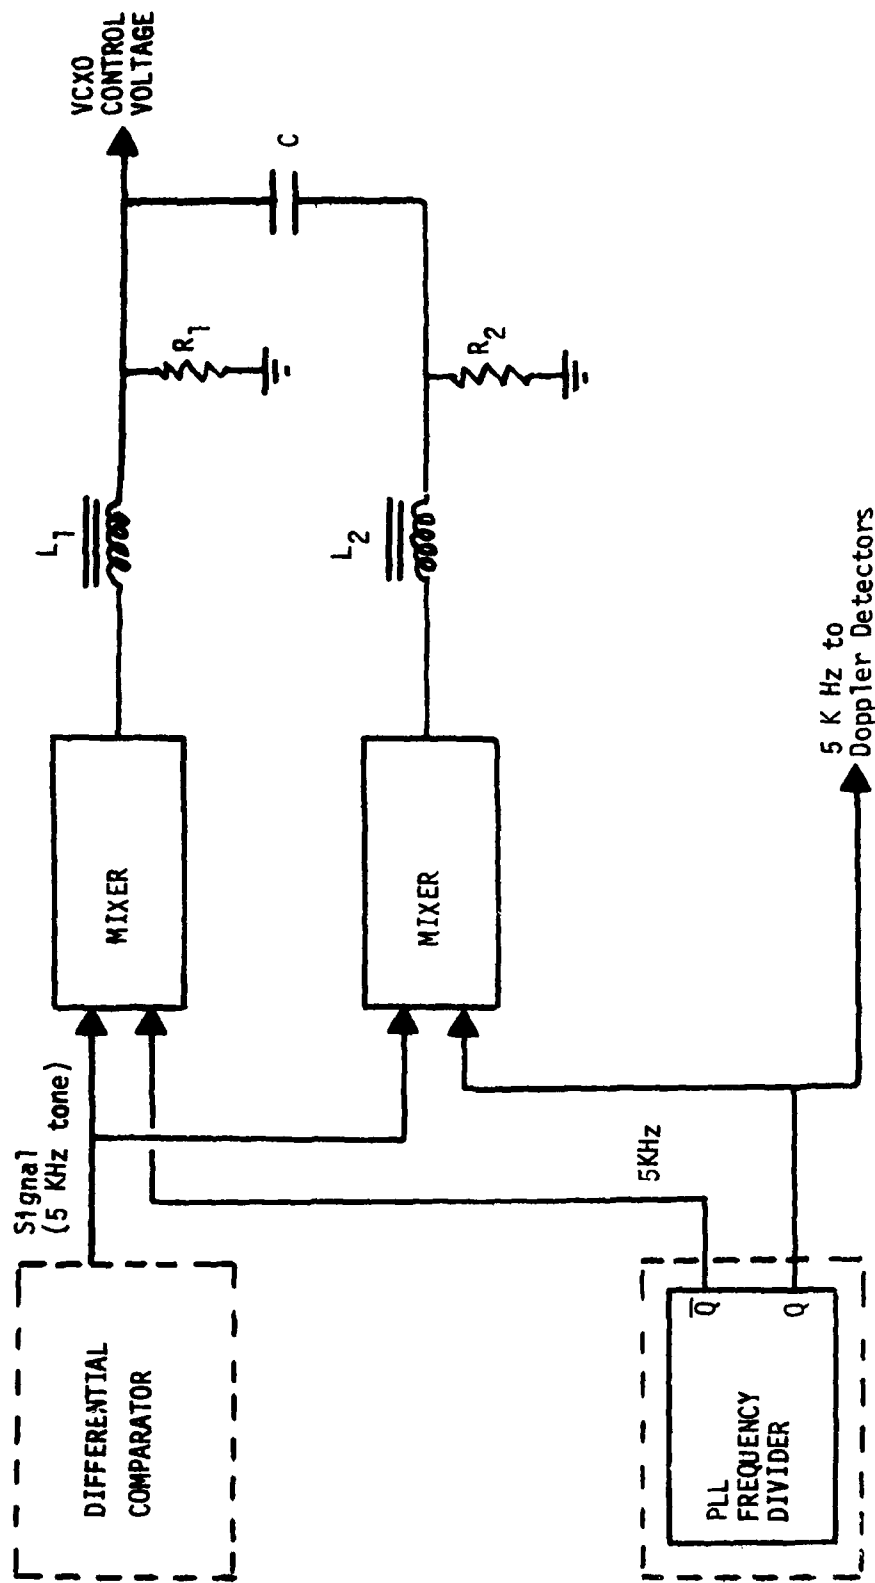 DIFFERENTIAL
COMPARATOR
Signal
(5 KHz tone)
MIXER
L1
R1
VCXO
CONTROL
VOLTAGE
C
MIXER
L2
R2
PLL
FREQUENCY
DIVIDER
Q̅
Q
5KHz
5 K Hz to
Doppler Detectors